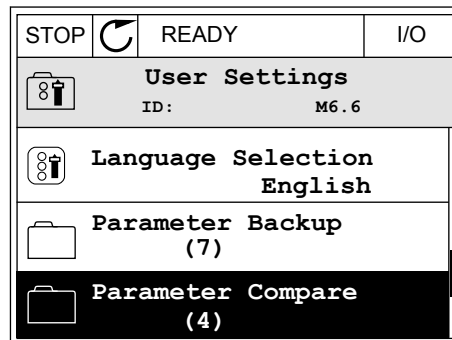 STOP READY I/O
User Settings
ID: M6.6
Language Selection
English
Parameter Backup
(7)
Parameter Compare
(4)